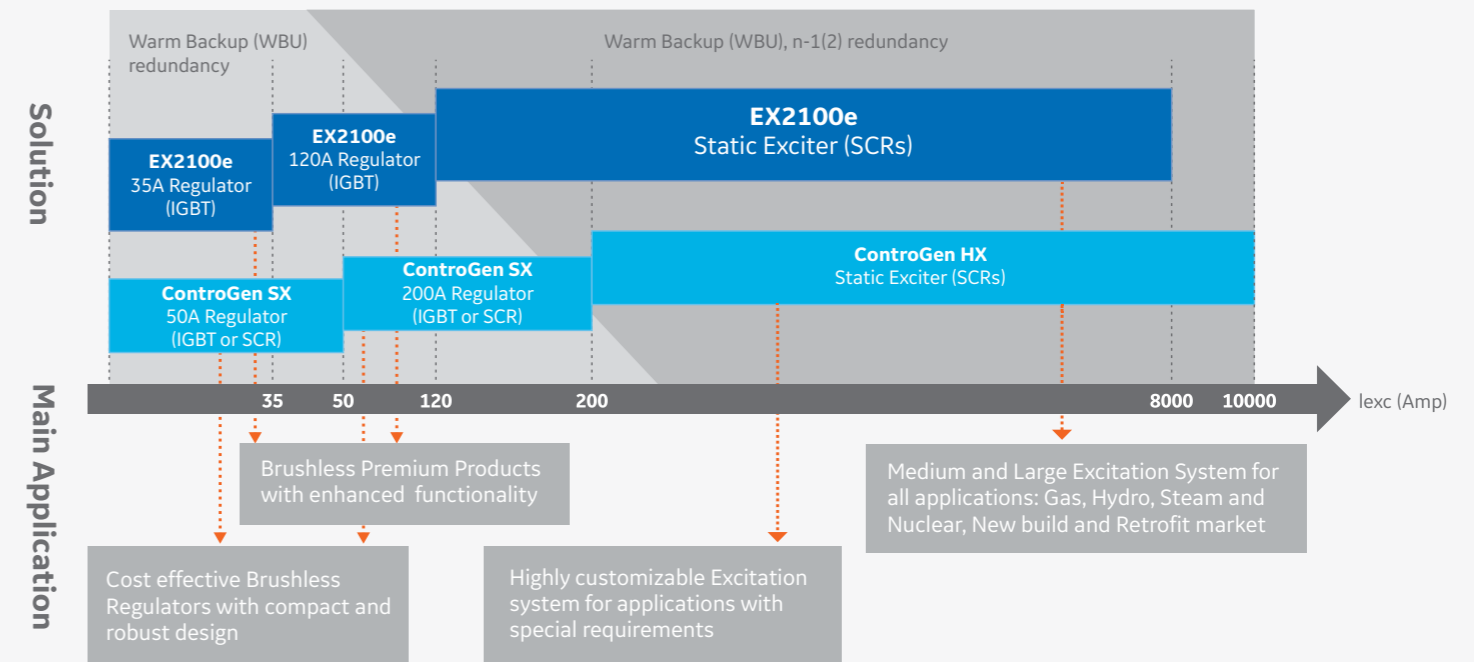 Warm Backup (WBU)
redundancy
Warm Backup (WBU), n-1(2) redundancy
Solution
EX2100e
35A Regulator
(IGBT)
EX2100e
120A Regulator
(IGBT)
EX2100e
Static Exciter (SCRs)
ControGen SX
50A Regulator
(IGBT or SCR)
ControGen SX
200A Regulator
(IGBT or SCR)
ControGen HX
Static Exciter (SCRs)
35
50
120
200
8000
10000
Iexc (Amp)
Main Application
Brushless Premium Products
with enhanced functionality
Medium and Large Excitation System for
all applications: Gas, Hydro, Steam and
Nuclear, New build and Retrofit market
Cost effective Brushless
Regulators with compact and
robust design
Highly customizable Excitation
system for applications with
special requirements